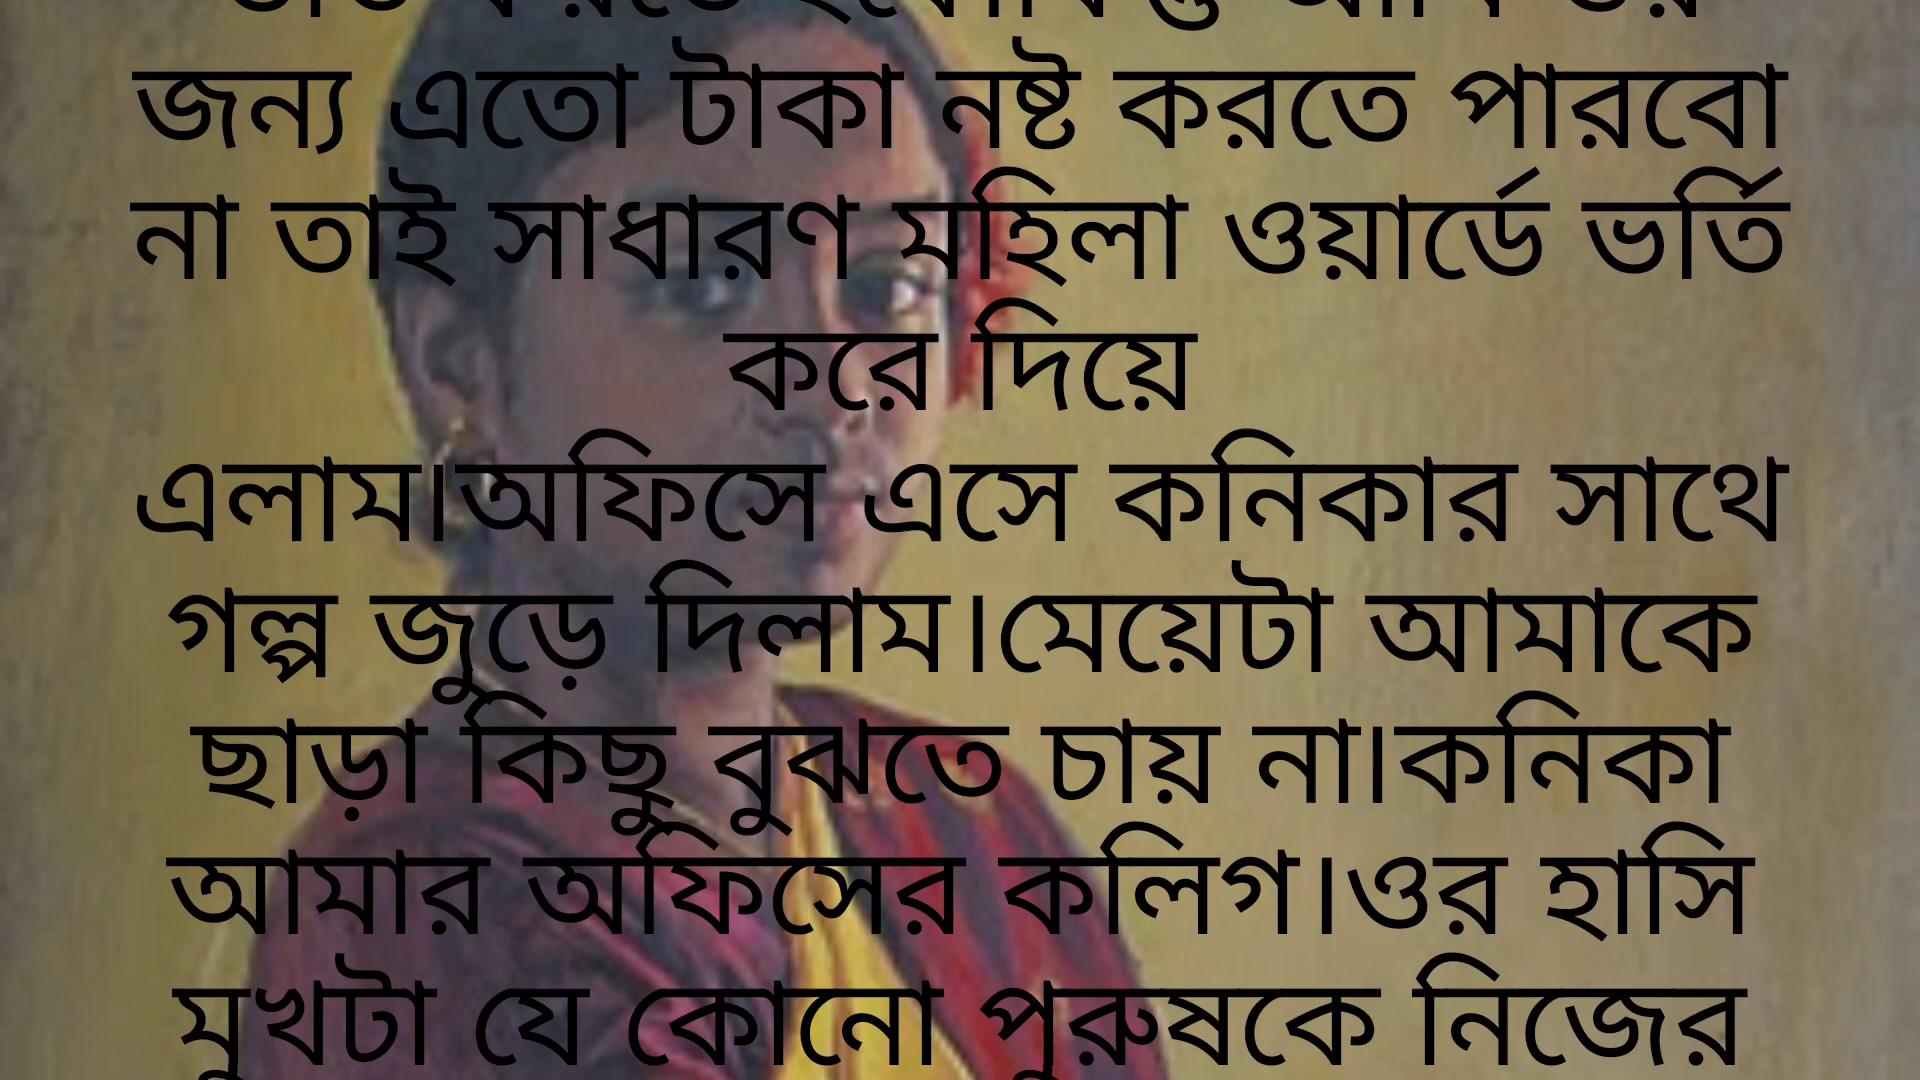 জন্য এতো টাকা নষ্ট করতে পারবো
না তাই সাধারণ মহিলা ওয়ার্ডে ভর্তি
করে দিয়ে
এলাম।অফিসে এসে কনিকার সাথে
গল্প জুড়ে দিলাম।মেয়েটা আমাকে
ছাড়া কিছু বুঝতে চায় না।কনিকা
আমার অফিসের কলিগ।ওর হাসি
মুখটা যে কোনো পুরুষকে নিজের